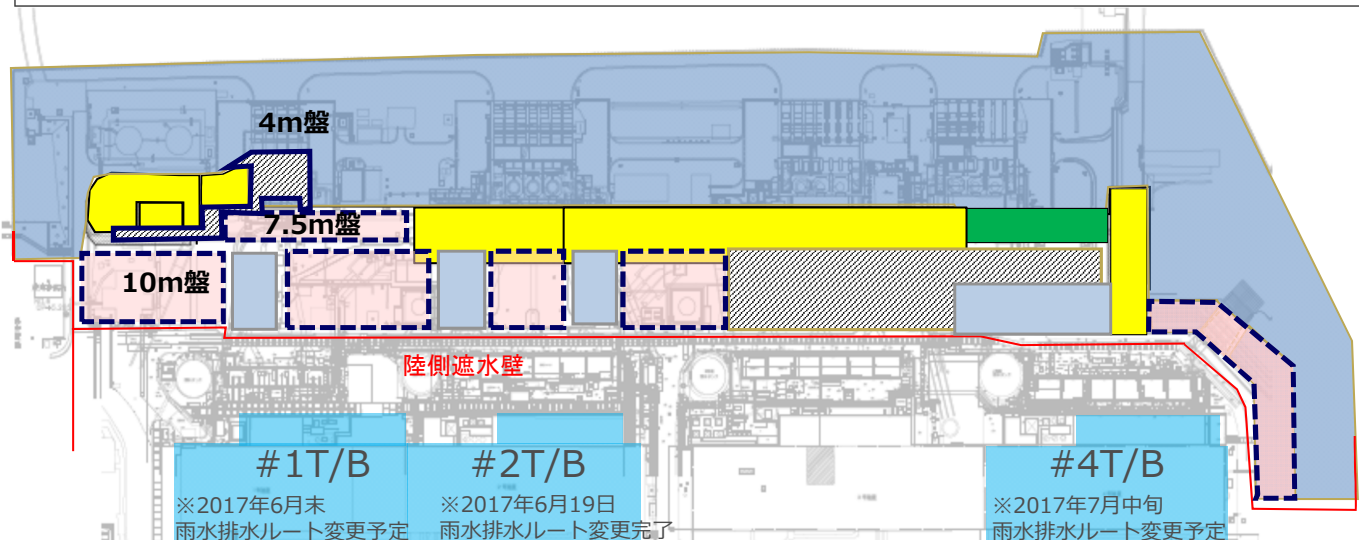 4m盤
7.5m盤
10m盤
陸側遮水壁
#1T/B
※2017年6月末
雨水排水ルート変更予定
#2T/B
※2017年6月19日
雨水排水ルート変更完了
#4T/B
※2017年7月中旬
雨水排水ルート変更予定